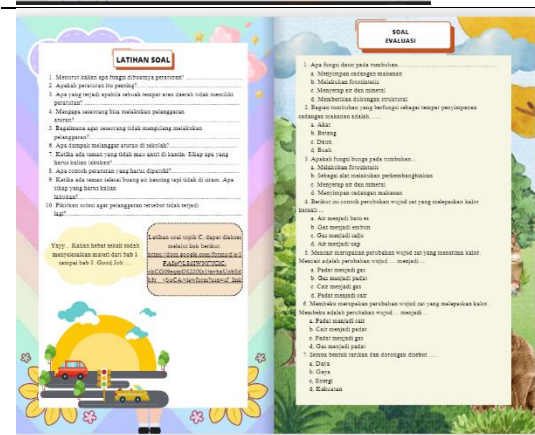 LATIHAN SOAL
1. Menurut kalian apa fungsi dibuatnya peraturan?
2. Apakah peraturan itu penting?
3. Apa yang terjadi apabila sebuah tempat atau daerah tidak memiliki
peraturan?
4. Mengapa seseorang bisa melakukan pelanggaran
aturan?
5. Bagaimana agar seseorang tidak mengulang melakukan
pelanggaran?
6. Apa dampak melanggar aturan di sekolah?
7. Ketika ada teman yang tidak mau antri di kantin. Sikap apa yang
harus kalian lakukan?
8. Apa contoh peraturan yang harus dipatuhi?
9. Ketika ada teman selesai buang air kencing tapi tidak di siram. Apa
sikap yang harus kalian
lakukan?
10. Pikirkan solusi agar pelanggaran tersebut tidak terjadi
lagi?
Yayy... Kalian hebat sekali sudah
menyelesaikan materi dari bab 1
sampai bab 8. Good Job ....
Latihan soal topik C, dapat diakses
melalui link berikut.
SOAL
EVALUASI
1. Apa fungsi daun pada tumbuhan
a. Menyimpan cadangan makanan
b. Melakukan fotosintesis
c. Menyerap air dan mineral
d. Memberikan dukungan struktural
2. Bagian tumbuhan yang berfungsi sebagai tempat penyimpanan
cadangan makanan adalah......
a. Akar
b. Batang
c. Daun
d. Buah
3. Apakah fungsi bunga pada tumbuhan..
a. Melakukan fotosintesis
b. Sebagai alat melakukan perkembangbiakan
c. Menyerap air dan mineral
d. Menyimpan cadangan makanan
4. Berikut ini contoh perubahan wujud zat yang melepaskan kalor
kecuali ...
a. Air menjadi batu es
b. Gas menjadi embun
c. Gas menjadi salju
d. Air menjadi uap
5. Mencair merupakan perubahan wujud zat yang menerima kalor.
Mencair adalah perubahan wujud .... menjadi ...
a. Padat menjadi gas
b. Gas menjadi padat
c. Cair menjadi gas
d. Padat menjadi cair
6. Membeku merupakan perubahan wujud zat yang melepaskan kalor.
Membeku adalah perubahan wujud ... menjadi...
a. Padat menjadi cair
b. Cair menjadi padat
c. Padat menjadi gas
d. Gas menjadi padat
7. Semua bentuk tarikan dan dorongan disebut ....
a. Daya
b. Gaya
c. Energi
d. Kekuatan